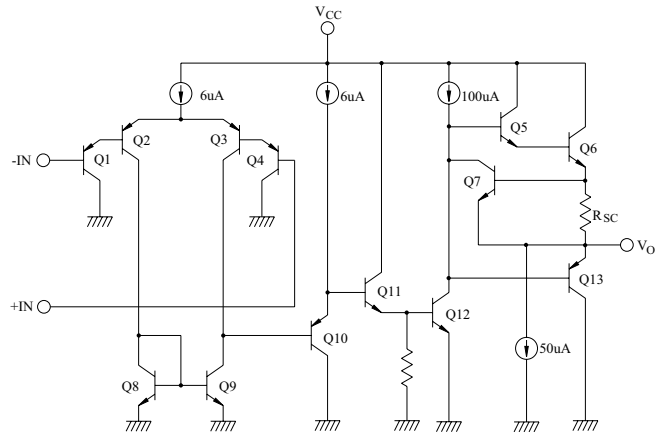 VCC
6uA
6uA
100uA
Q5
Q2
Q3
Q6
-IN
Q1
Q4
Q7
RSC
VO
+IN
Q11
Q13
Q10
Q12
50uA
Q8
Q9